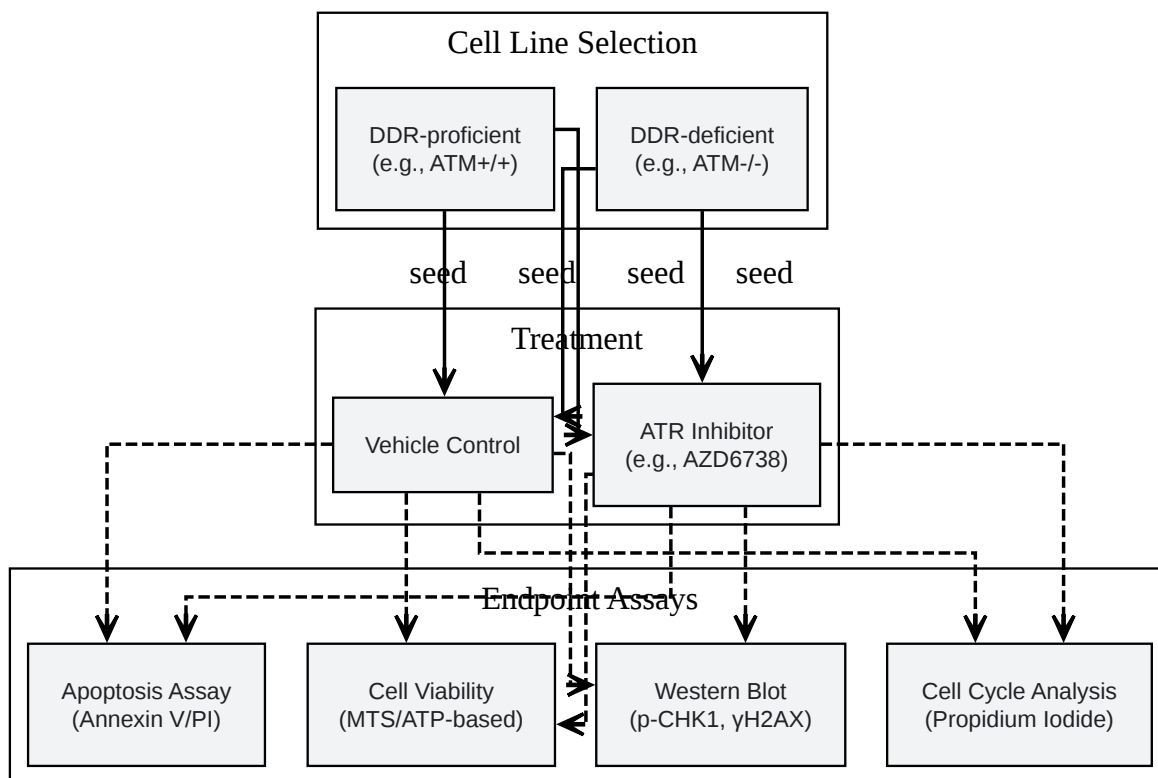 Cell Line Selection
DDR-proficient
(e.g., ATM+/+)
DDR-deficient
(e.g., ATM-/-)
seed
seed
seed
seed
Treatment
Vehicle Control
ATR Inhibitor
(e.g., AZD6738)
Endpoint Assays
Apoptosis Assay
(Annexin V/PI)
Cell Viability
(MTS/ATP-based)
Western Blot
(p-CHK1, γH2AX)
Cell Cycle Analysis
(Propidium Iodide)